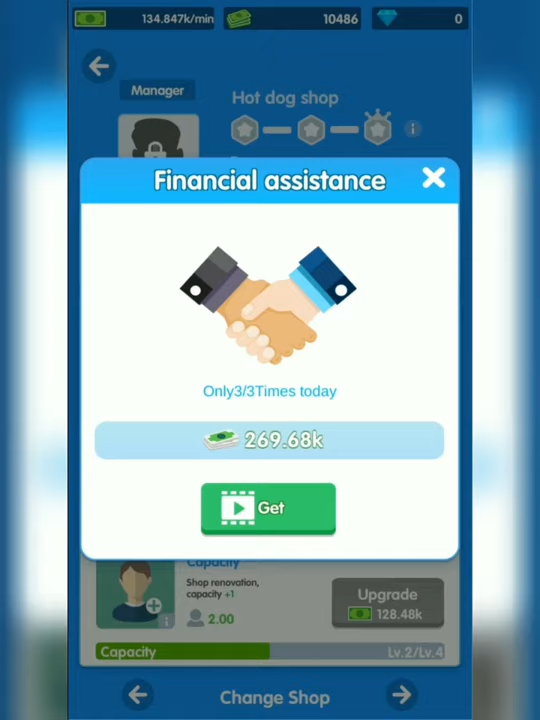 134.847k/min
10486
0
Manager
Hot dog shop
Financial assistance
Only3/3Times today
269.68k
Get
Capacity
Shop renovation,
capacity +1
2.00
Upgrade
128.48k
Capacity
Lv.2/Lv.4
Change Shop